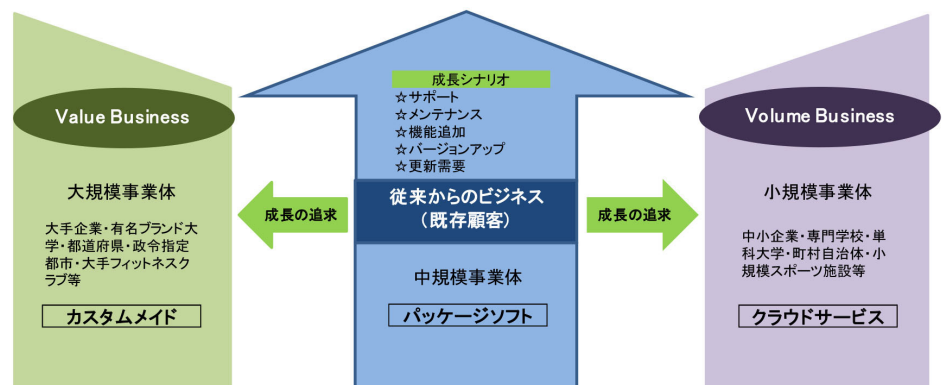 Value Business
大規模事業体
大手企業・有名ブランド大
学・都道府県・政令指定
都市・大手フィットネスク
ラブ等
カスタムメイド
成長の追求
成長シナリオ
☆サポート
☆メンテナンス
☆機能追加
☆バージョンアップ
☆更新需要
従来からのビジネス
（既存顧客）
中規模事業体
パッケージソフト
成長の追求
Volume Business
小規模事業体
中小企業・専門学校・単
科大学・町村自治体・小
規模スポーツ施設等
クラウドサービス